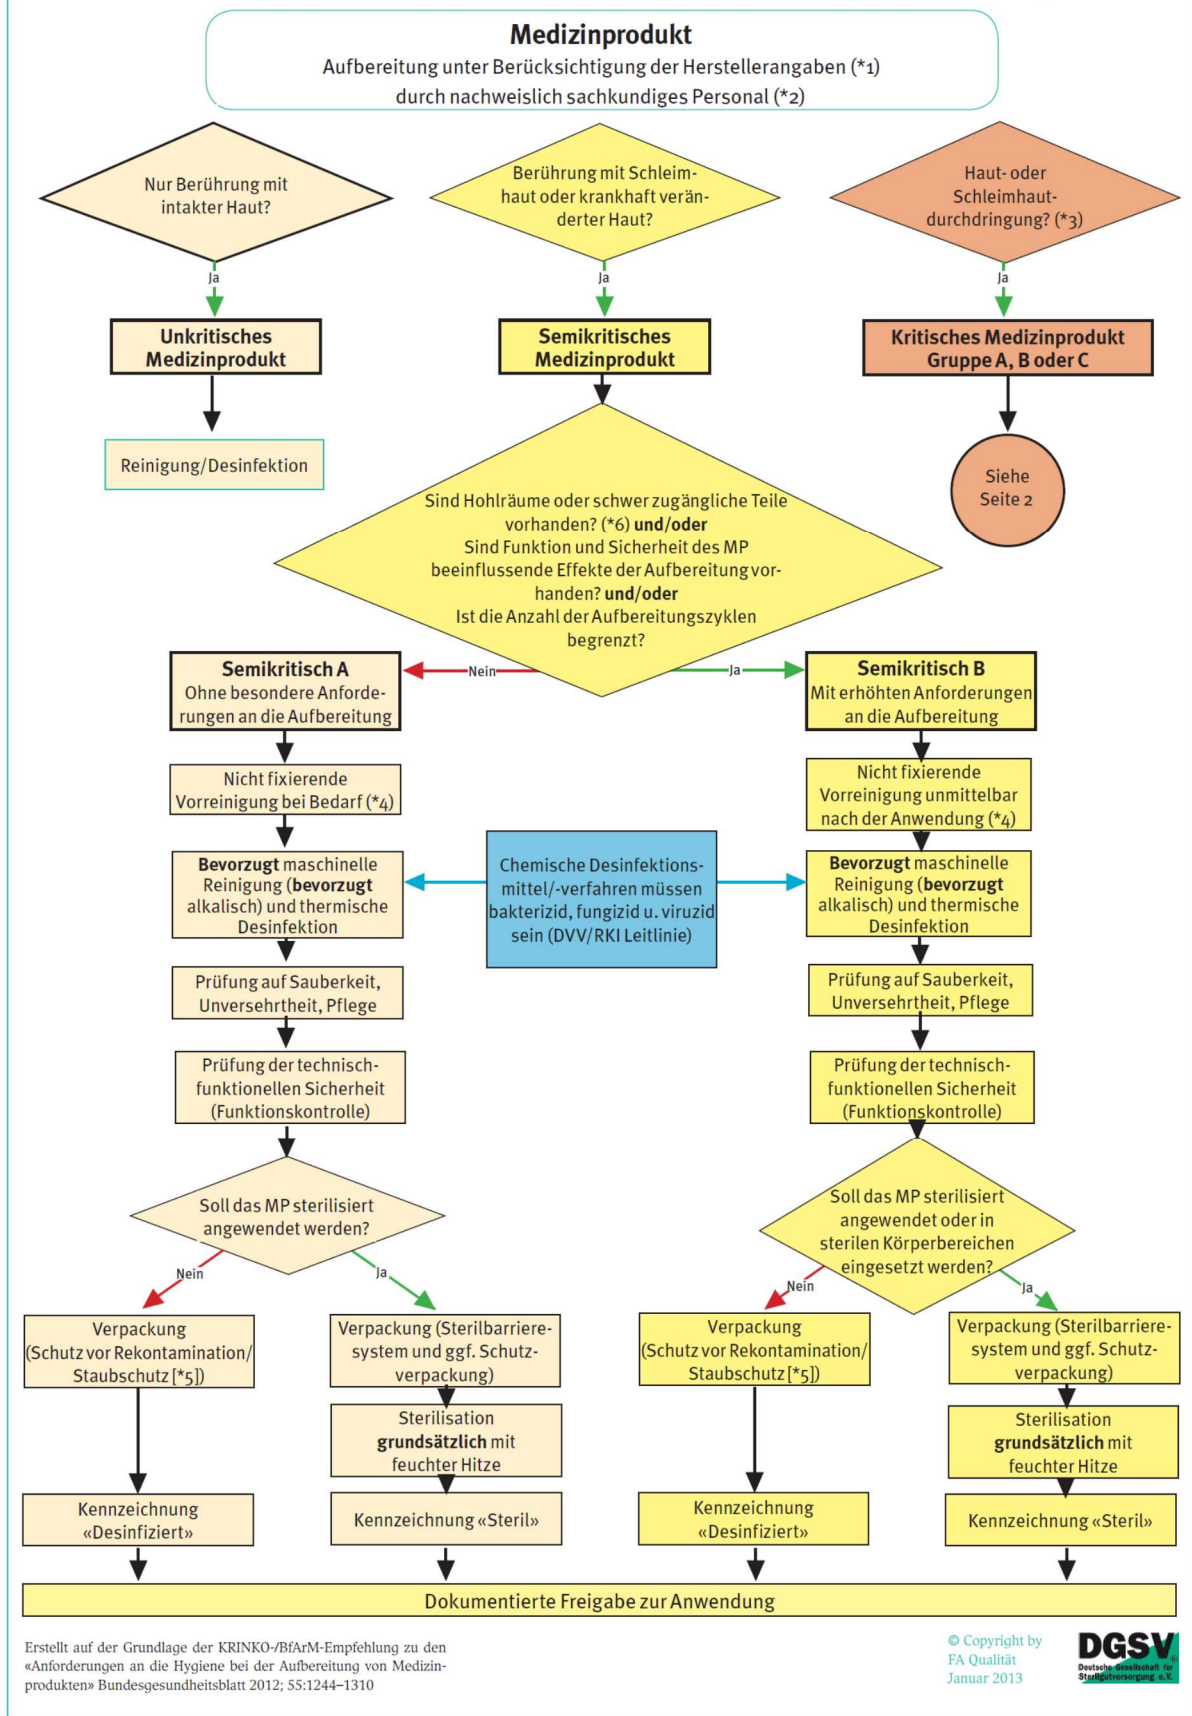 Medizinprodukt
Aufbereitung unter Berücksichtigung der Herstellerangaben (*1)
durch nachweislich sachkundiges Personal (*2)
Nur Berührung mit
intakter Haut?
Berührung mit Schleim-
haut oder krankhaft verän-
derter Haut?
Haut- oder
Schleimhaut-
durchdringung? (*3)
Ja
Ja
Ja
Unkritisches
Medizinprodukt
Semikritisches
Medizinprodukt
Kritisches Medizinprodukt
Gruppe A, B oder C
Reinigung/Desinfektion
Siehe
Seite 2
Sind Hohlräume oder schwer zugängliche Teile
vorhanden? (*6) und/oder
Sind Funktion und Sicherheit des MP
beeinflussende Effekte der Aufbereitung vor-
handen? und/oder
Ist die Anzahl der Aufbereitungszyklen
begrenzt?
Nein
Ja
Semikritisch A
Ohne besondere Anforde-
rungen an die Aufbereitung
Semikritisch B
Mit erhöhten Anforderungen
an die Aufbereitung
Nicht fixierende
Vorreinigung bei Bedarf (*4)
Nicht fixierende
Vorreinigung unmittelbar
nach der Anwendung (*4)
Bevorzugt maschinelle
Reinigung (bevorzugt
alkalisch) und thermische
Desinfektion
Chemische Desinfektions-
mittel/-verfahren müssen
bakterizid, fungizid u. viruzid
sein (DVV/RKI Leitlinie)
Bevorzugt maschinelle
Reinigung (bevorzugt
alkalisch) und thermische
Desinfektion
Prüfung auf Sauberkeit,
Unversehrtheit, Pflege
Prüfung auf Sauberkeit,
Unversehrtheit, Pflege
Prüfung der technisch-
funktionellen Sicherheit
(Funktionskontrolle)
Prüfung der technisch-
funktionellen Sicherheit
(Funktionskontrolle)
Soll das MP sterilisiert
angewendet werden?
Soll das MP sterilisiert
angewendet oder in
sterilen Körperbereichen
eingesetzt werden?
Nein
Ja
Nein
Ja
Verpackung
(Schutz vor Rekontamination/
Staubschutz [*5])
Verpackung (Sterilbarriere-
system und ggf. Schutz-
verpackung)
Verpackung
(Schutz vor Rekontamination/
Staubschutz [*5])
Verpackung (Sterilbarriere-
system und ggf. Schutz-
verpackung)
Sterilisation
grundsätzlich mit
feuchter Hitze
Sterilisation
grundsätzlich mit
feuchter Hitze
Kennzeichnung
«Desinfiziert»
Kennzeichnung «Steril»
Kennzeichnung
«Desinfiziert»
Kennzeichnung «Steril»
Dokumentierte Freigabe zur Anwendung
Erstellt auf der Grundlage der KRINKO-/BfArM-Empfehlung zu den
«Anforderungen an die Hygiene bei der Aufbereitung von Medizin-
produkten» Bundesgesundheitsblatt 2012; 55:1244–1310
© Copyright by
FA Qualität
Januar 2013
DGSV®
Deutsche Gesellschaft für
Sterilgutversorgung e.V.